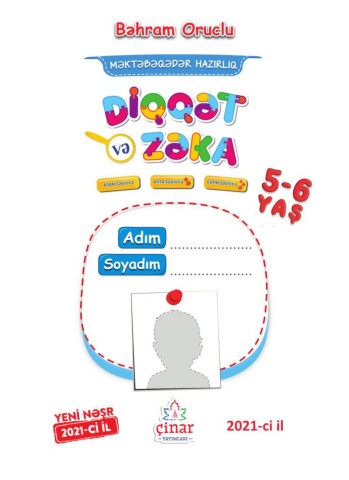 Bəhram Oruclu
MƏKTƏBƏQƏDƏR HAZIRLIQ
DİQQƏT
və ZƏKA
5-6
YAŞ
Adım
Soyadım
YENİ NƏŞR
2021-Cİ İL
çinar
YAYINLARI
2021-ci il